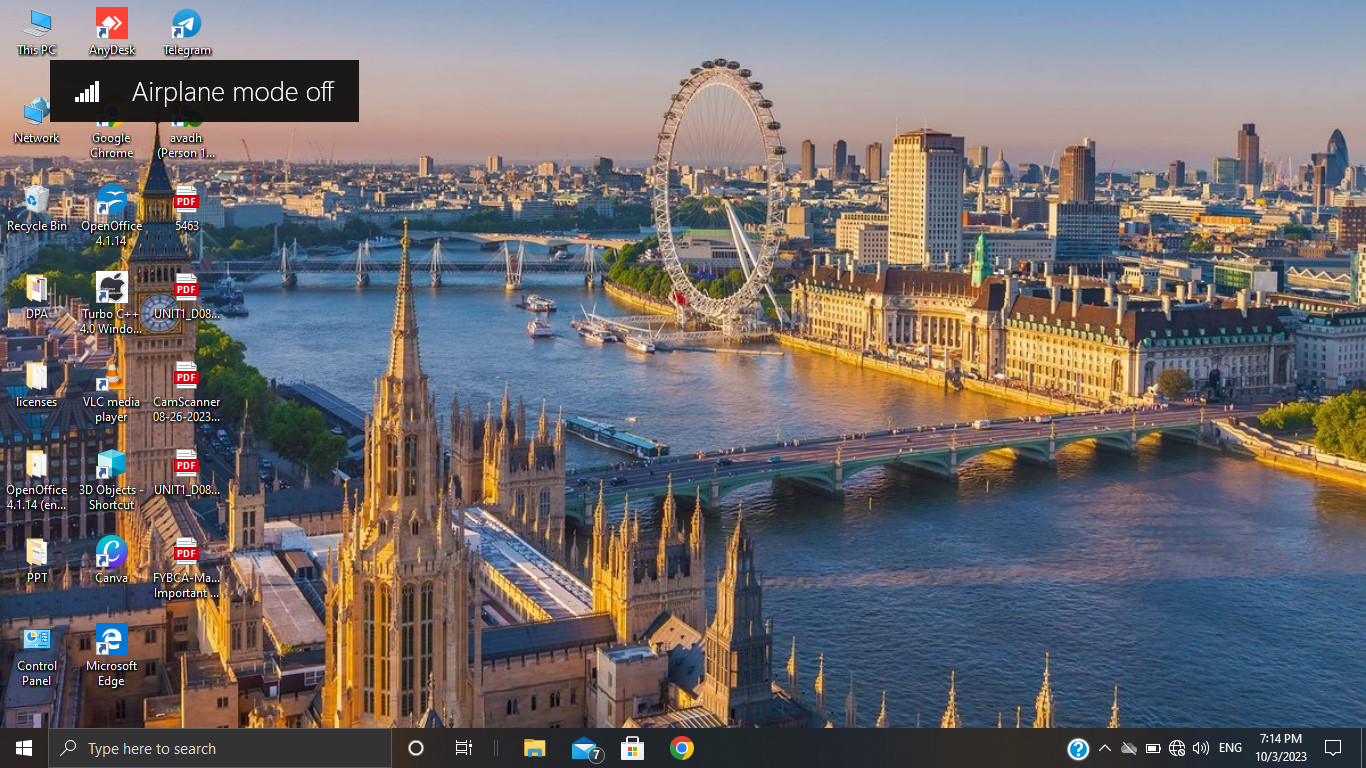 This PC
AnyDesk
Telegram
Airplane mode off
Network
Google
Chrome
avadh
(Person 1...
Recycle Bin
OpenOffice
4.1.14
PDF
5463
DPA
Turbo C++
4.0 Windo...
PDF
UNIT1_D08...
licenses
VLC media
player
PDF
CamScanner
08-26-2023...
OpenOffice
4.1.14 (en...
3D Objects -
Shortcut
PDF
UNIT1_D08...
PPT
Canva
PDF
FYBCA-Ma...
Important ...
Control
Panel
Microsoft
Edge
Type here to search
7
ENG
7:14 PM
10/3/2023